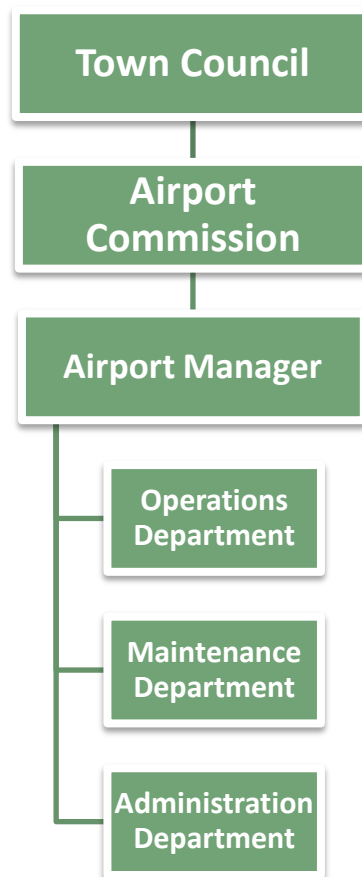 Town Council
Airport
Commission
Airport Manager
Operations
Department
Maintenance
Department
Administration
Department